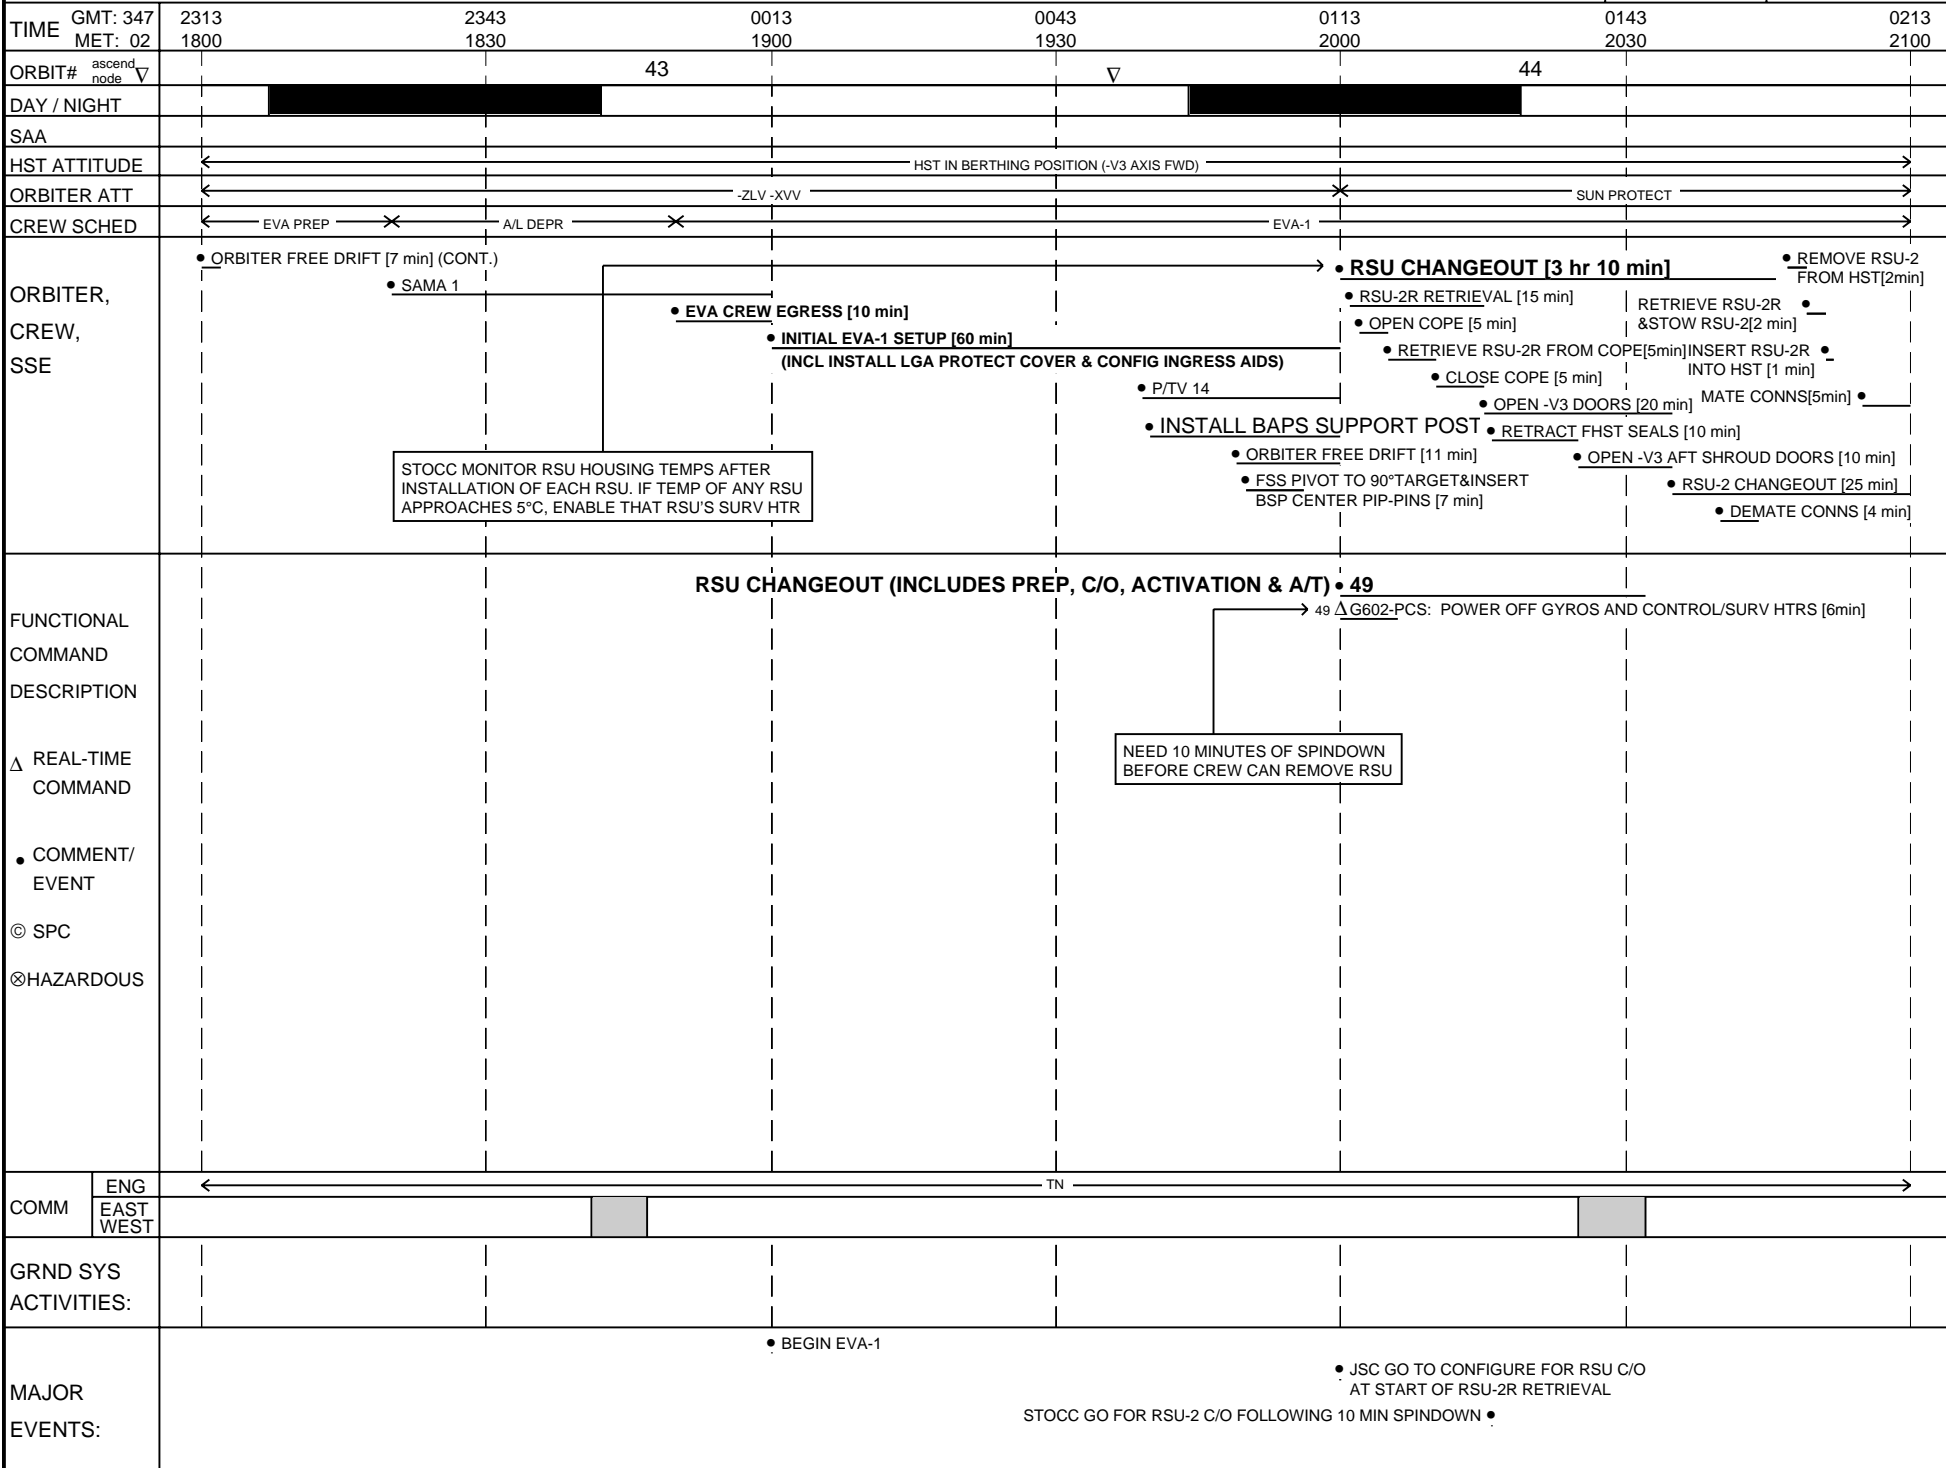 TIME GMT: 347 2313 2343 0013 0043 0113 0143 0213
MET: 02 1800 1830 1900 1930 2000 2030 2100
ORBIT# ascend node ∇ 43 ∇ 44
DAY / NIGHT
SAA
HST ATTITUDE HST IN BERTHING POSITION (-V3 AXIS FWD)
ORBITER ATT -ZLV -XVV SUN PROTECT
CREW SCHED EVA PREP A/L DEPR EVA-1
ORBITER,
CREW,
SSE
• ORBITER FREE DRIFT [7 min] (CONT.)
• SAMA 1
• EVA CREW EGRESS [10 min]
• INITIAL EVA-1 SETUP [60 min]
(INCL INSTALL LGA PROTECT COVER & CONFIG INGRESS AIDS)
• P/TV 14
• INSTALL BAPS SUPPORT POST
• ORBITER FREE DRIFT [11 min]
• FSS PIVOT TO 90°TARGET&INSERT
BSP CENTER PIP-PINS [7 min]
STOCC MONITOR RSU HOUSING TEMPS AFTER
INSTALLATION OF EACH RSU. IF TEMP OF ANY RSU
APPROACHES 5°C, ENABLE THAT RSU'S SURV HTR
• RSU CHANGEOUT [3 hr 10 min]
• RSU-2R RETRIEVAL [15 min]
• OPEN COPE [5 min]
• RETRIEVE RSU-2R FROM COPE[5min]
• CLOSE COPE [5 min]
• OPEN -V3 DOORS [20 min]
• RETRACT FHST SEALS [10 min]
• OPEN -V3 AFT SHROUD DOORS [10 min]
• RSU-2 CHANGEOUT [25 min]
• DEMATE CONNS [4 min]
• REMOVE RSU-2
FROM HST[2min]
RETRIEVE RSU-2R •
&STOW RSU-2[2 min]
INSERT RSU-2R •
INTO HST [1 min]
MATE CONNS[5min] •
FUNCTIONAL
COMMAND
DESCRIPTION
RSU CHANGEOUT (INCLUDES PREP, C/O, ACTIVATION & A/T) • 49
49 Δ G602-PCS: POWER OFF GYROS AND CONTROL/SURV HTRS [6min]
NEED 10 MINUTES OF SPINDOWN
BEFORE CREW CAN REMOVE RSU
Δ REAL-TIME
COMMAND
• COMMENT/
EVENT
© SPC
⊗HAZARDOUS
COMM ENG TN
EAST
WEST
GRND SYS
ACTIVITIES:
MAJOR
EVENTS:
• BEGIN EVA-1
• JSC GO TO CONFIGURE FOR RSU C/O
AT START OF RSU-2R RETRIEVAL
STOCC GO FOR RSU-2 C/O FOLLOWING 10 MIN SPINDOWN •